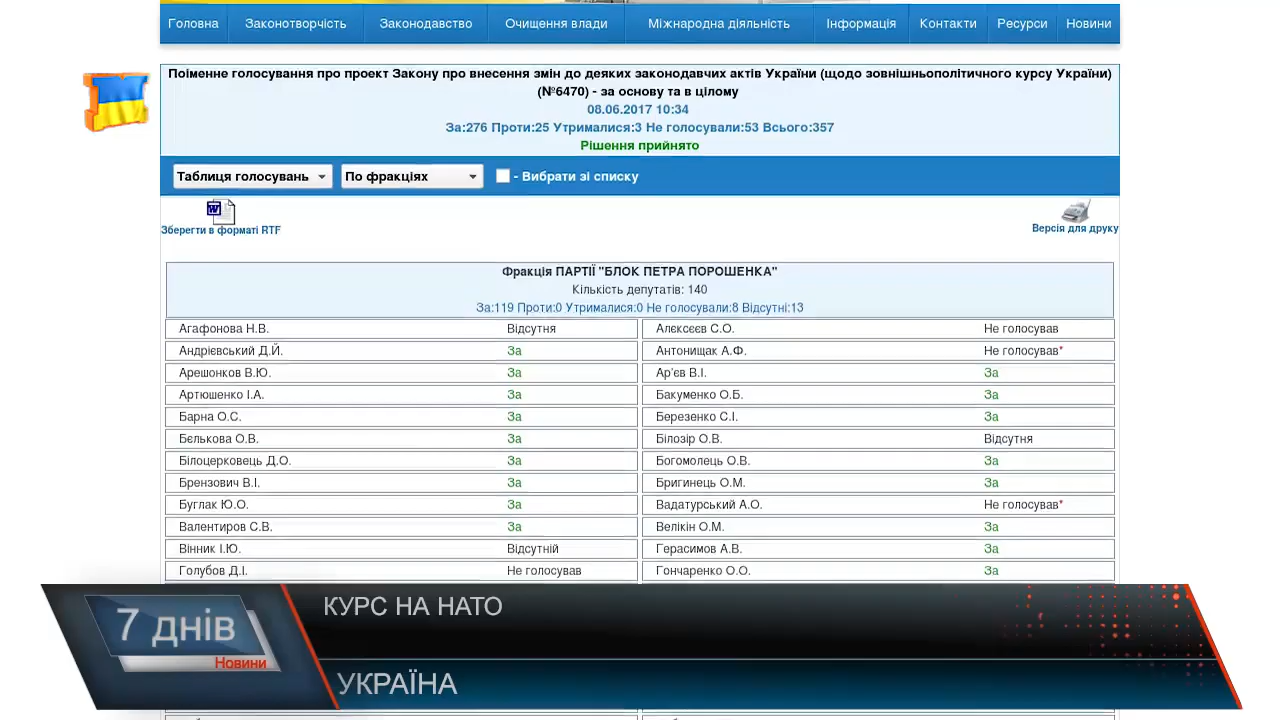 Головна Законотворчість Законодавство Очищення влади Міжнародна діяльність Інформація Контакти Ресурси Новини
Поіменне голосування про проект Закону про внесення змін до деяких законодавчих актів України (щодо зовнішньополітичного курсу України)
(№6470) - за основу та в цілому
08.06.2017 10:34
За:276 Проти:25 Утрималися:3 Не голосували:53 Всього:357
Рішення прийнято
Таблиця голосувань По фракціях - Вибрати зі списку
Зберегти в форматі RTF Версія для друку
Фракція ПАРТІЇ "БЛОК ПЕТРА ПОРОШЕНКА"
Кількість депутатів: 140
За:119 Проти:0 Утрималися:0 Не голосували:8 Відсутні:13
Агафонова Н.В. Відсутня Алєксєєв С.О. Не голосував
Андрієвський Д.Й. За Антонищак А.Ф. Не голосував*
Арешонков В.Ю. За Ар'єв В.І. За
Артюшенко І.А. За Бакуменко О.Б. За
Барна О.С. За Березенко С.І. За
Бєлькова О.В. За Білозір О.В. Відсутня
Білоцерковець Д.О. За Богомолець О.В. За
Брензович В.І. За Бригинець О.М. За
Буглак Ю.О. За Вадатурський А.О. Не голосував*
Валентиров С.В. За Велікін О.М. За
Вінник І.Ю. Відсутній Герасимов А.В. За
Голубов Д.І. Не голосував Гончаренко О.О. За
7 днів
Новини
КУРС НА НАТО
УКРАЇНА